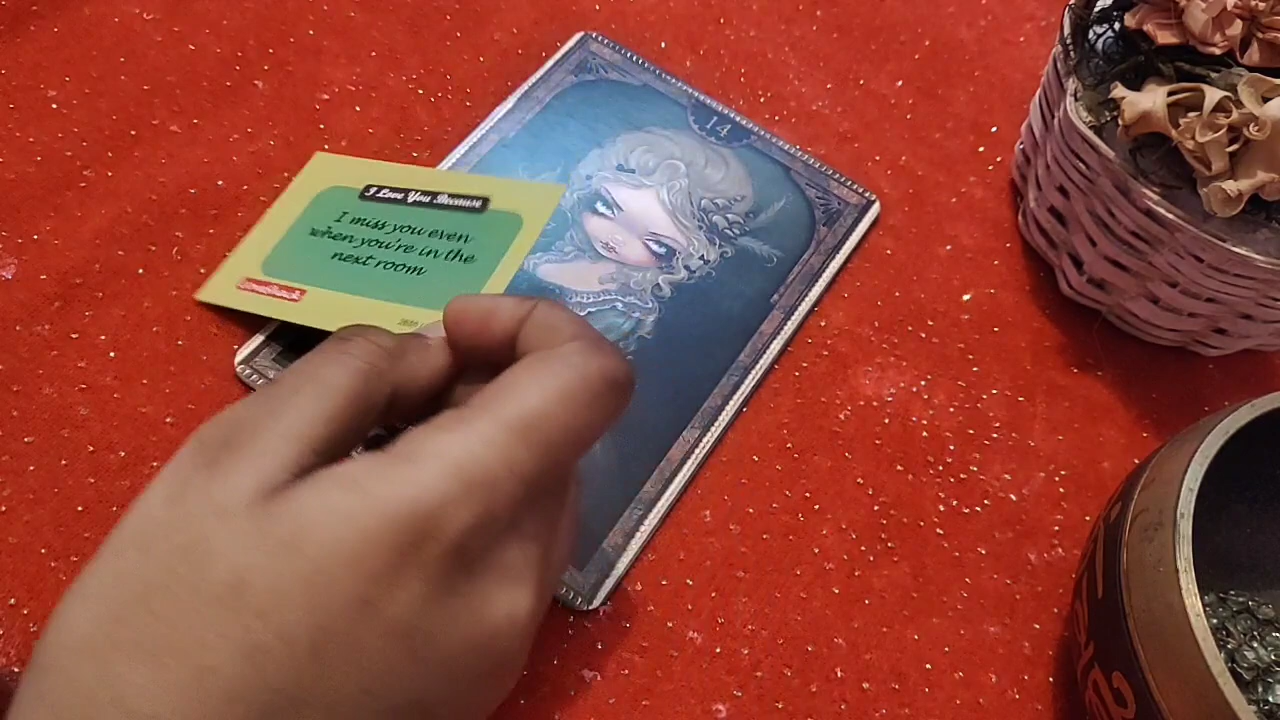 14
I Love You Because
I miss you even
when you're in the
next room